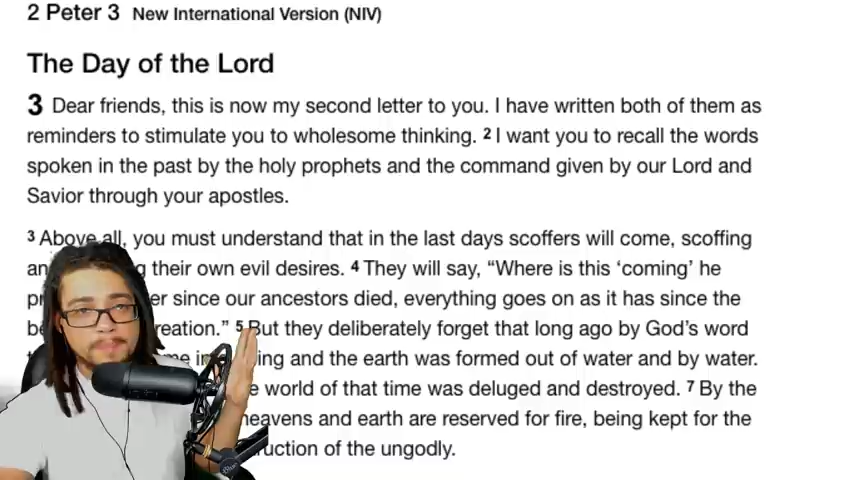 2 Peter 3 New International Version (NIV)
The Day of the Lord
3 Dear friends, this is now my second letter to you. I have written both of them as
reminders to stimulate you to wholesome thinking. 2 I want you to recall the words
spoken in the past by the holy prophets and the command given by our Lord and
Savior through your apostles.
3 Above all, you must understand that in the last days scoffers will come, scoffing
their own evil desires. 4 They will say, “Where is this ‘coming’ he
since our ancestors died, everything goes on as it has since the
5 But they deliberately forget that long ago by God’s word
and the earth was formed out of water and by water.
world of that time was deluged and destroyed. 7 By the
heavens and earth are reserved for fire, being kept for the
of the ungodly.